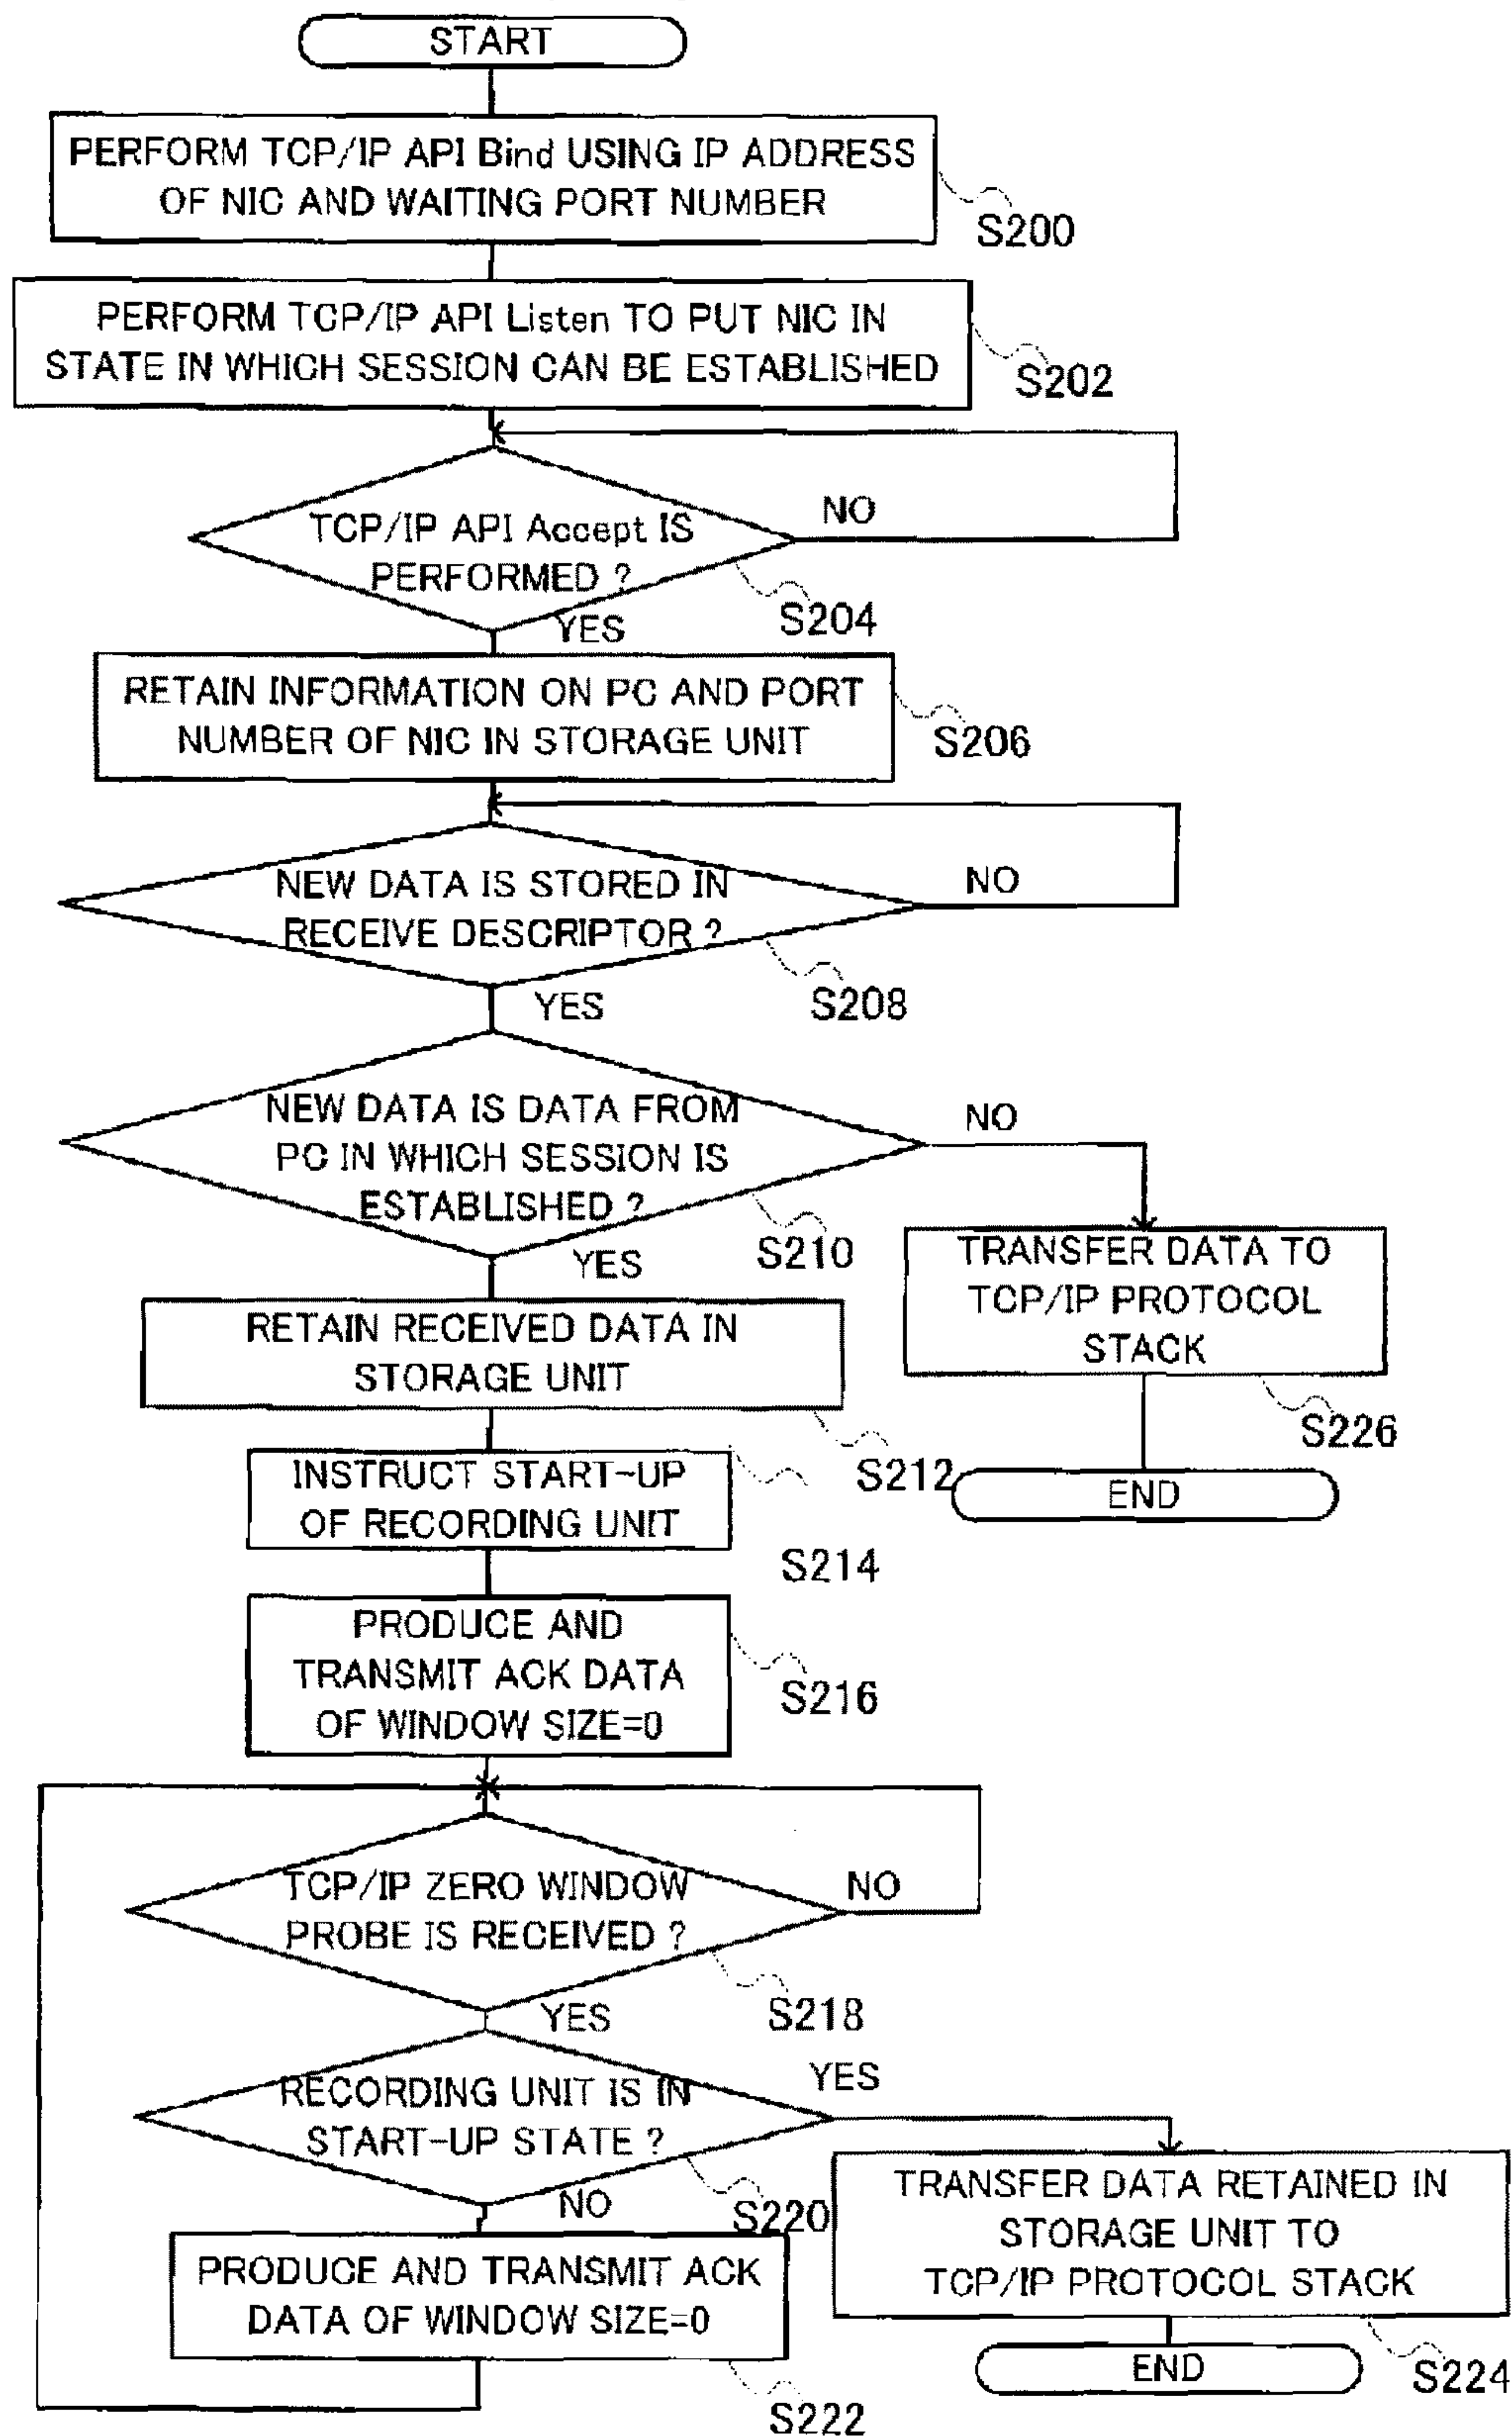 START
PERFORM TCP/IP API Bind USING IP ADDRESS
OF NIC AND WAITING PORT NUMBER
S200
PERFORM TCP/IP API Listen TO PUT NIC IN
STATE IN WHICH SESSION CAN BE ESTABLISHED
S202
TCP/IP API Accept IS
PERFORMED ?
NO
S204
YES
RETAIN INFORMATION ON PC AND PORT
NUMBER OF NIC IN STORAGE UNIT
S206
NEW DATA IS STORED IN
RECEIVE DESCRIPTOR ?
NO
S208
YES
NEW DATA IS DATA FROM
PC IN WHICH SESSION IS
ESTABLISHED ?
NO
S210
YES
TRANSFER DATA TO
TCP/IP PROTOCOL
STACK
S226
END
RETAIN RECEIVED DATA IN
STORAGE UNIT
S212
INSTRUCT START-UP
OF RECORDING UNIT
S214
PRODUCE AND
TRANSMIT ACK DATA
OF WINDOW SIZE=0
S216
TCP/IP ZERO WINDOW
PROBE IS RECEIVED ?
NO
S218
YES
RECORDING UNIT IS IN
START-UP STATE ?
YES
S220
NO
TRANSFER DATA RETAINED IN
STORAGE UNIT TO
TCP/IP PROTOCOL STACK
S224
END
PRODUCE AND TRANSMIT ACK
DATA OF WINDOW SIZE=0
S222